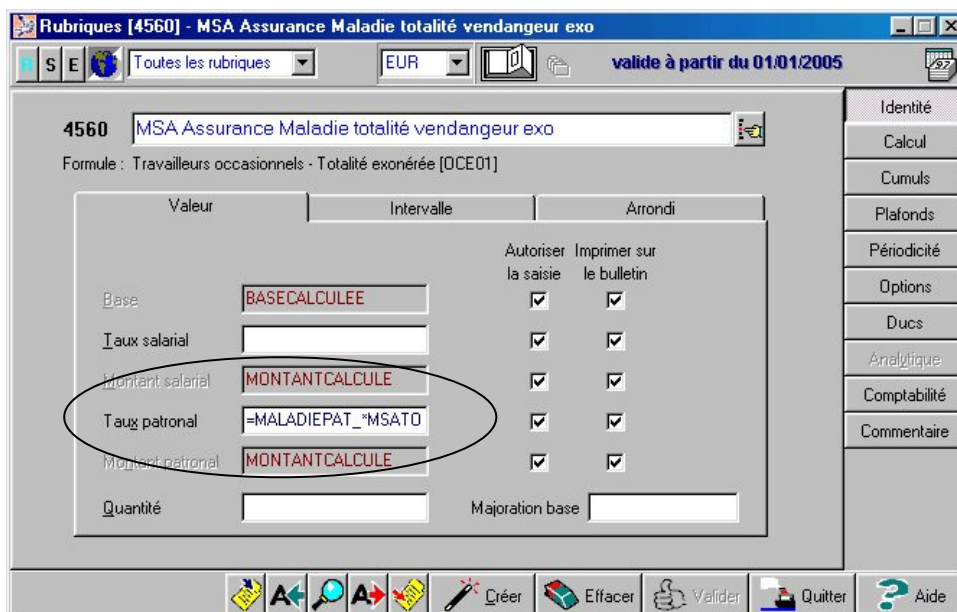 Rubriques [4560] - MSA Assurance Maladie totalité vendangeur exo
S E Toutes les rubriques EUR valide à partir du 01/01/2005
4560 MSA Assurance Maladie totalité vendangeur exo
Formule : Travailleurs occasionnels - Totalité exonérée [OCE01]
Valeur Intervalle Arrondi
Autoriser la saisie
Imprimer sur le bulletin
Base BASECALCULEE
Taux salarial
Montant salarial MONTANTCALCULE
Taux patronal =MALADIEPAT_*MSATO
Montant patronal MONTANTCALCULE
Quantité Majoration base
Identité
Calcul
Cumuls
Plafonds
Périodicité
Options
Ducs
Analytique
Comptabilité
Commentaire
A A Créer Effacer Valider Quitter Aide